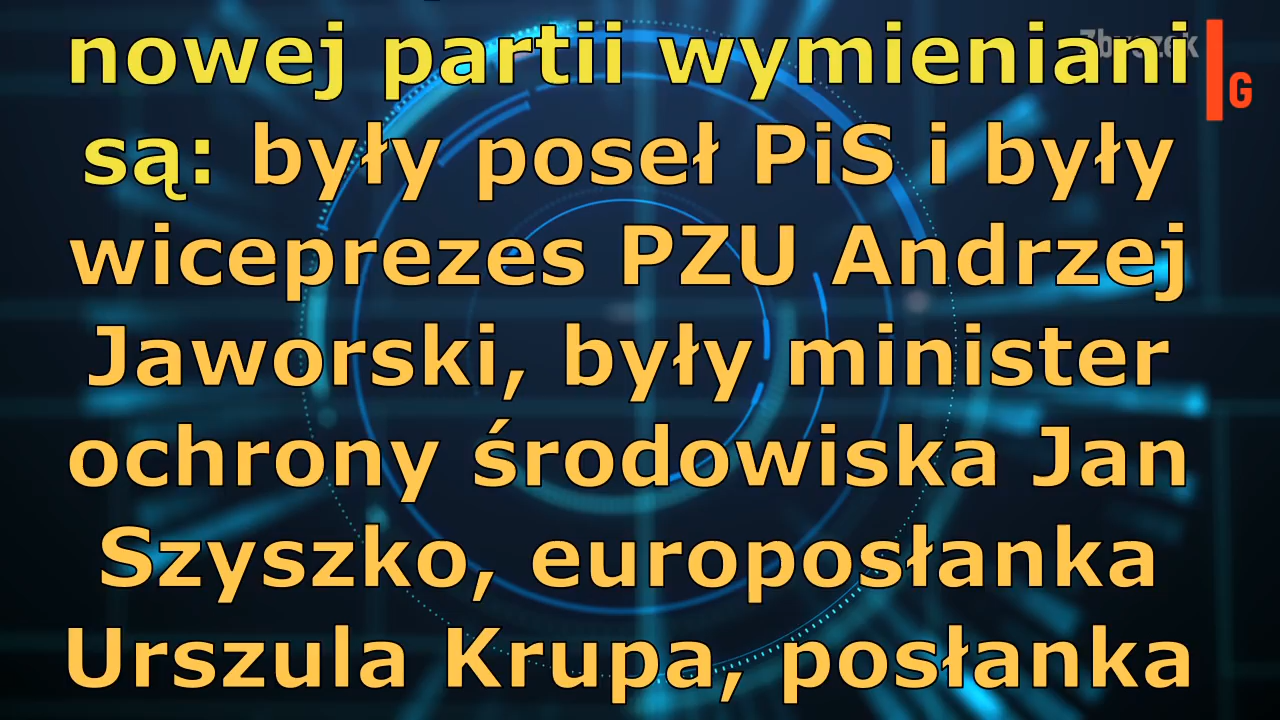 nowej partii wymieniani
są: były poseł PiS i były
wiceprezes PZU Andrzej
Jaworski, były minister
ochrony środowiska Jan
Szyszko, europosłanka
Urszula Krupa, posłanka
Zbyszek
G